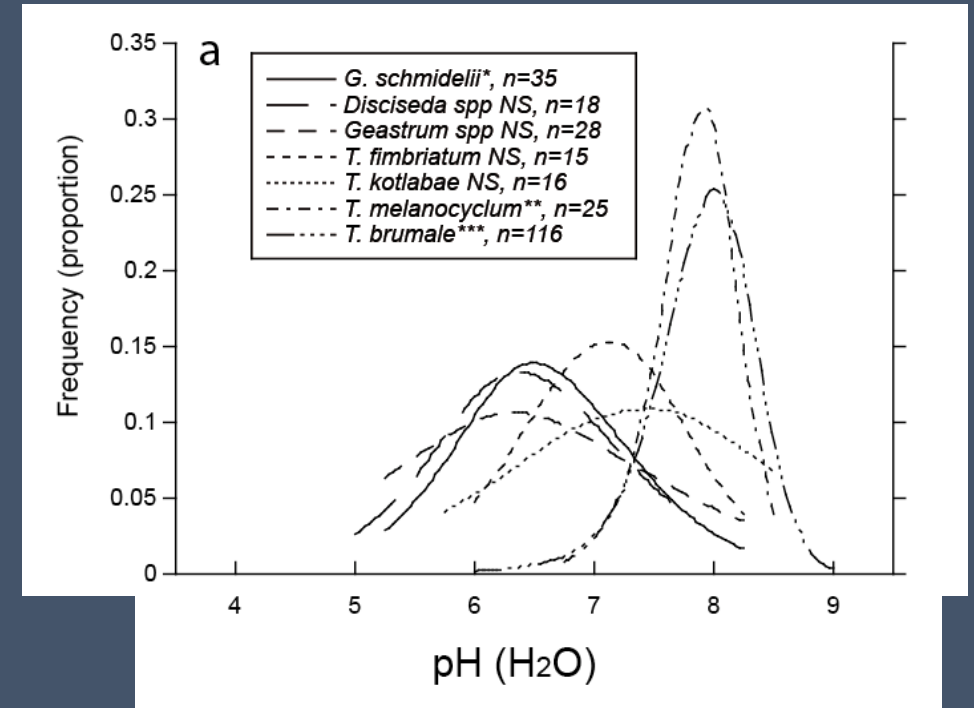 a
0.35
0.3
0.25
0.2
0.15
0.1
0.05
0
Frequency (proportion)
G. schmidelii*, n=35
Disciseda spp NS, n=18
Geastrum spp NS, n=28
T. fimbriatum NS, n=15
T. kotlabae NS, n=16
T. melanocyclum**, n=25
T. brumale***, n=116
4 5 6 7 8 9
pH (H2O)